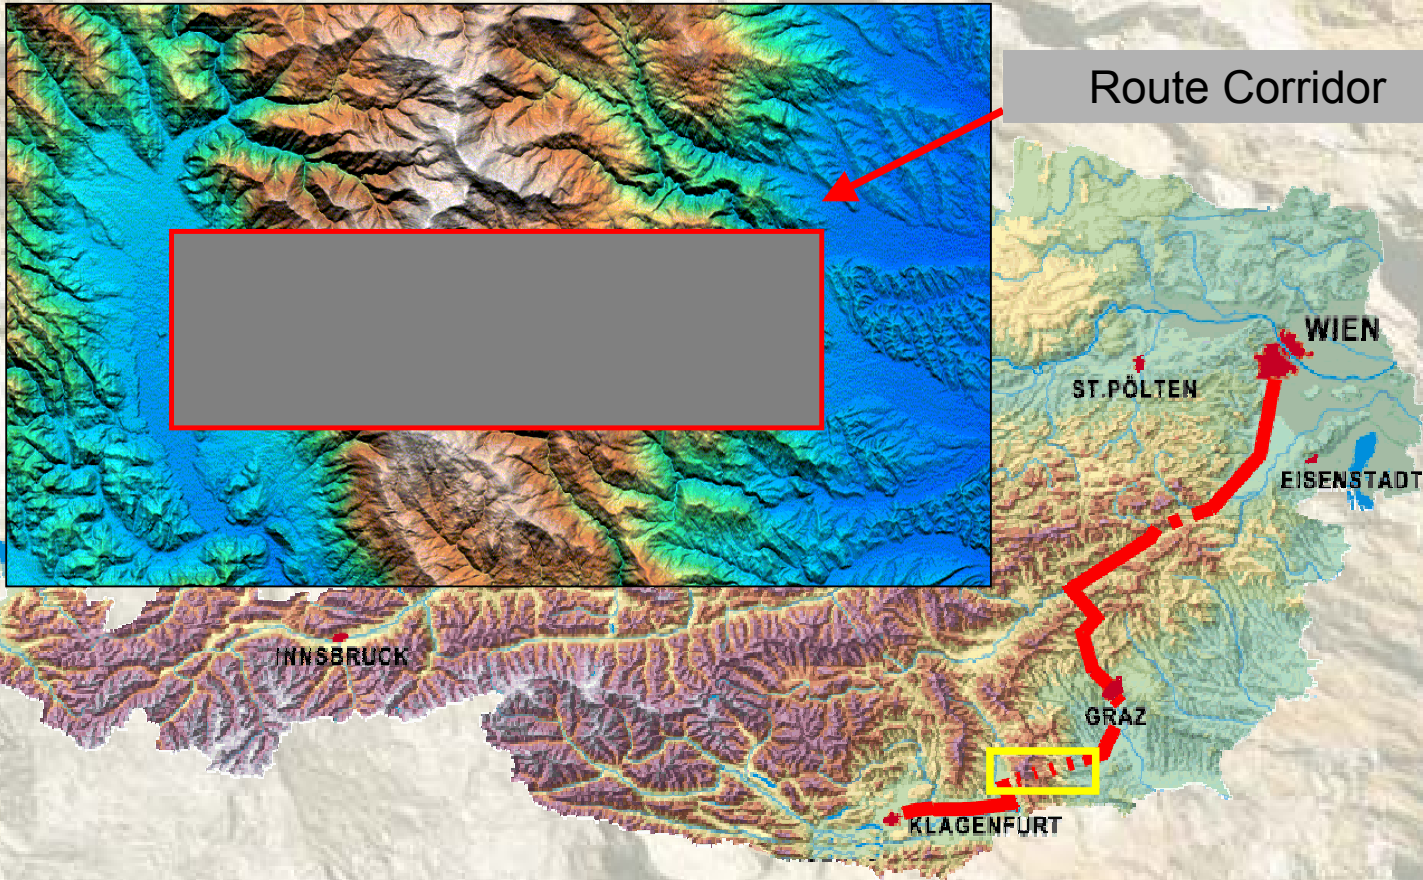 Route Corridor
WIEN
ST.PÖLTEN
EISENSTADT
INNSBRUCK
GRAZ
KLAGENFURT